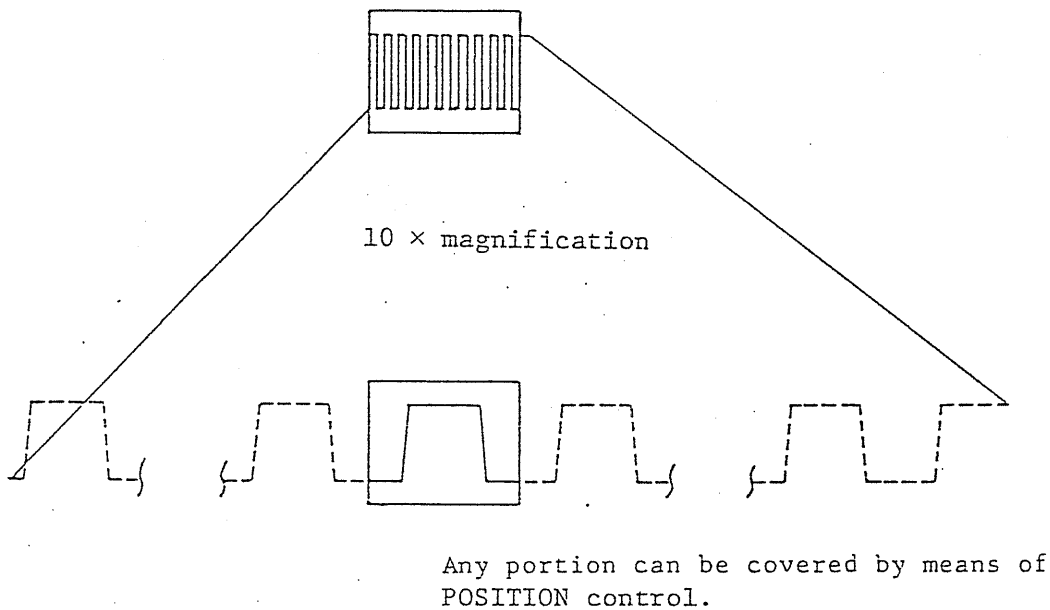 10 × magnification
Any portion can be covered by means of
POSITION control.